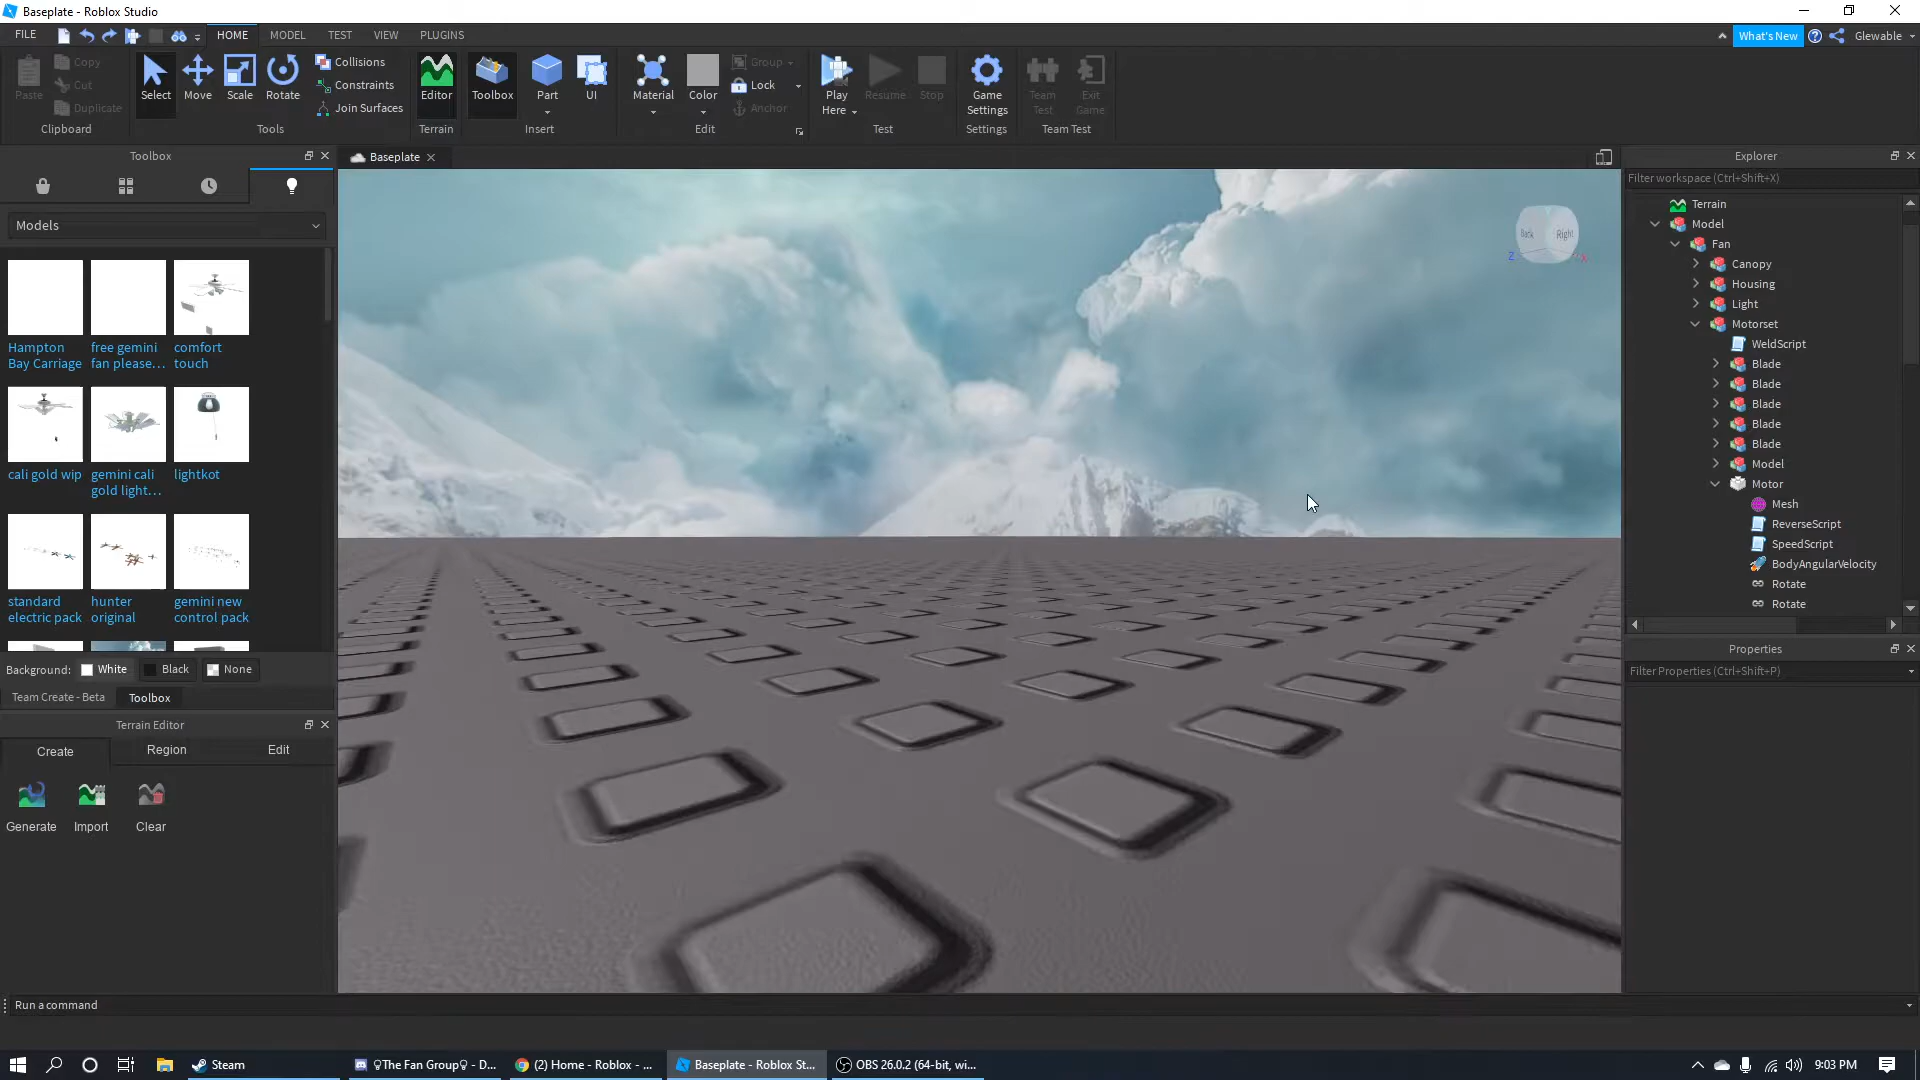 Baseplate - Roblox Studio
FILE
HOME
MODEL
TEST
VIEW
PLUGINS
What's New
Glewable
Paste
Copy
Cut
Duplicate
Clipboard
Select
Move
Scale
Rotate
Collisions
Constraints
Join Surfaces
Tools
Editor
Terrain
Toolbox
Part
UI
Insert
Material
Color
Group
Lock
Anchor
Edit
Play
Here
Resume
Stop
Test
Game
Settings
Settings
Team
Test
Exit
Game
Team Test
Toolbox
Models
Hampton
Bay Carriage
free gemini
fan please...
comfort
touch
cali gold wip
gemini cali
gold light...
lightkot
standard
electric pack
hunter
original
gemini new
control pack
Background:
White
Black
None
Team Create - Beta
Toolbox
Terrain Editor
Create
Region
Edit
Generate
Import
Clear
Baseplate
Back
Right
Z
X
Explorer
Filter workspace (Ctrl+Shift+X)
Terrain
Model
Fan
Canopy
Housing
Light
Motorset
WeldScript
Blade
Blade
Blade
Blade
Blade
Model
Motor
Mesh
ReverseScript
SpeedScript
BodyAngularVelocity
Rotate
Rotate
Properties
Filter Properties (Ctrl+Shift+P)
Run a command
Steam
♀The Fan Group♀ - D...
(2) Home - Roblox - ...
Baseplate - Roblox St...
OBS 26.0.2 (64-bit, wi...
9:03 PM